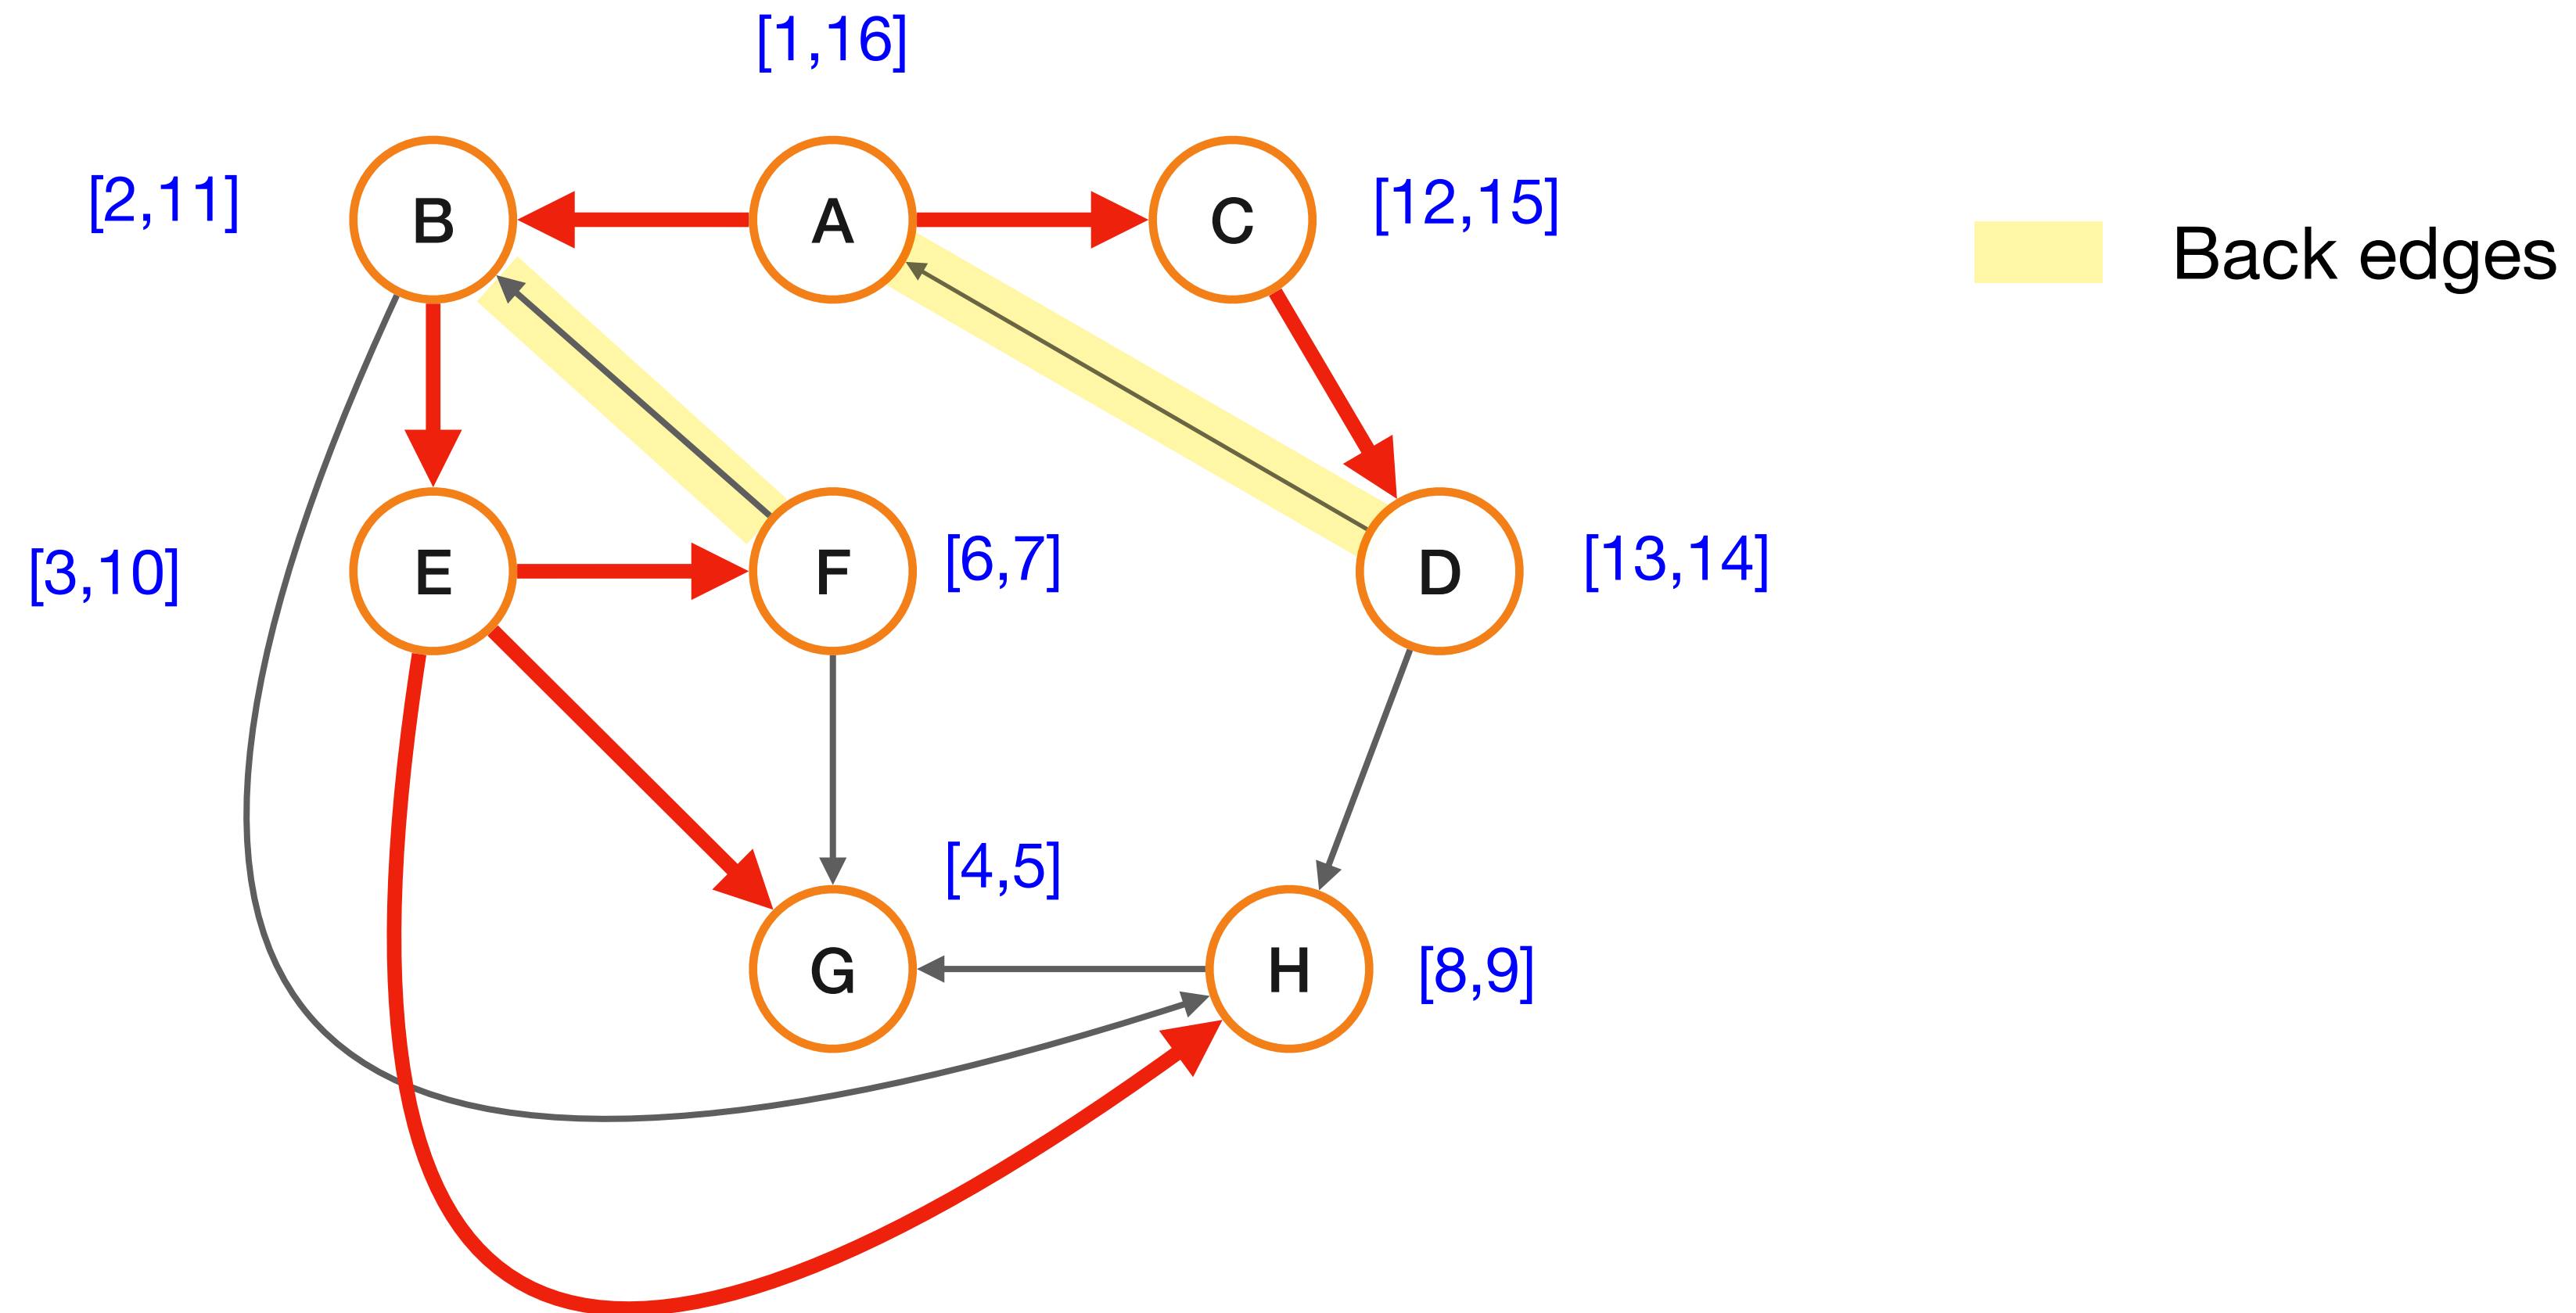 [1,16]
[2,11]
B
A
C
[12,15]
Back edges
[3,10]
E
F
[6,7]
D
[13,14]
[4,5]
G
H
[8,9]